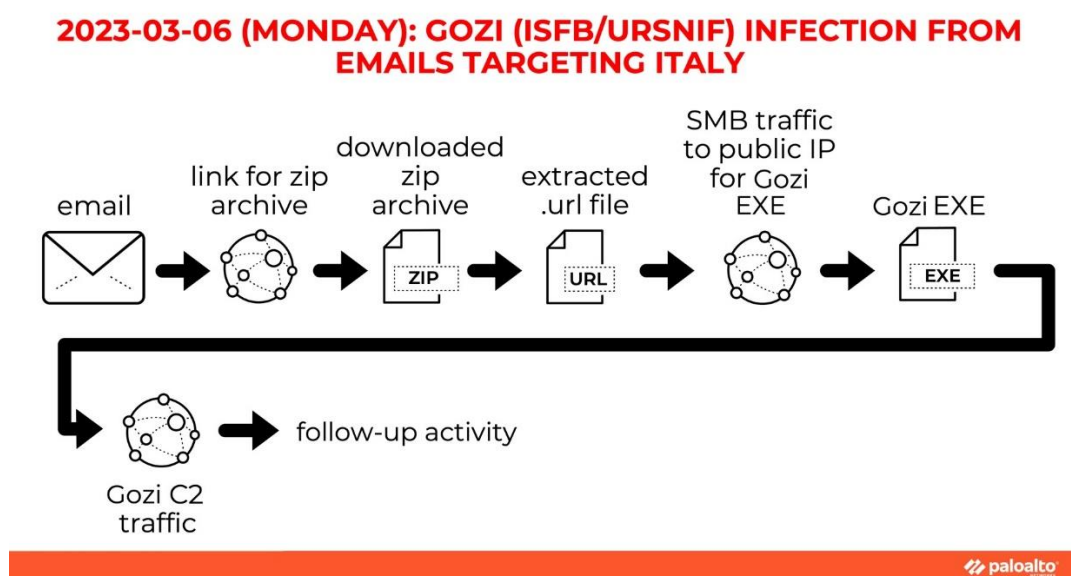 2023-03-06 (MONDAY): GOZI (ISFB/URSNIF) INFECTION FROM
EMAILS TARGETING ITALY
email
link for zip
archive
downloaded
zip
archive
extracted
.url file
SMB traffic
to public IP
for Gozi
EXE
Gozi EXE
ZIP
URL
EXE
Gozi C2
traffic
follow-up activity
paloalto
NETWORKS